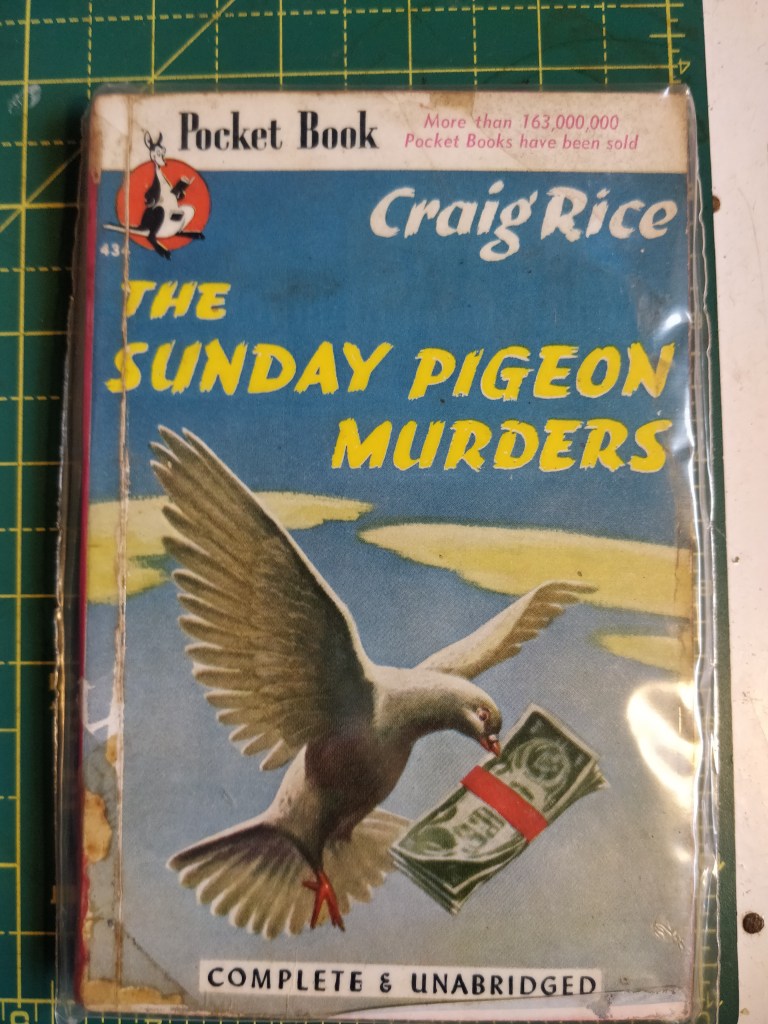 Pocket Book
More than 163,000,000
Pocket Books have been sold
Craig Rice
THE
SUNDAY PIGEON
MURDERS
COMPLETE & UNABRIDGED